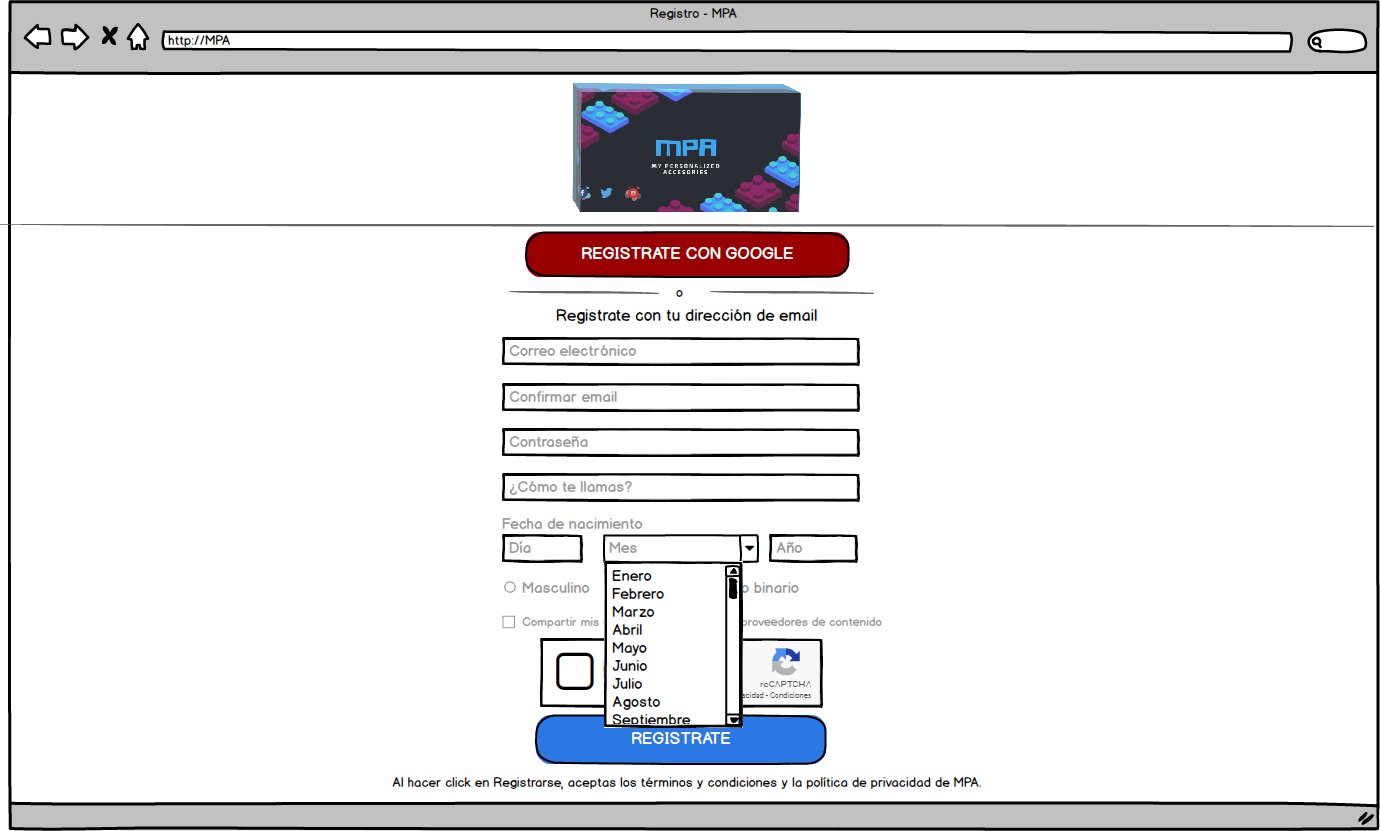 Registro - MPA
http://MPA
MPA
MY PERSONALIZED
ACCESORIES
REGISTRATE CON GOOGLE
o
Registrate con tu dirección de email
Correo electrónico
Confirmar email
Contraseña
¿Cómo te llamas?
Fecha de nacimiento
Día Mes Año
Enero
Febrero
Marzo
Abril
Mayo
Junio
Julio
Agosto
Septiembre
Masculino o binario
Compartir mis proveedores de contenido
reCAPTCHA
acidad - Condiciones
REGISTRATE
Al hacer click en Registrarse, aceptas los términos y condiciones y la política de privacidad de MPA.